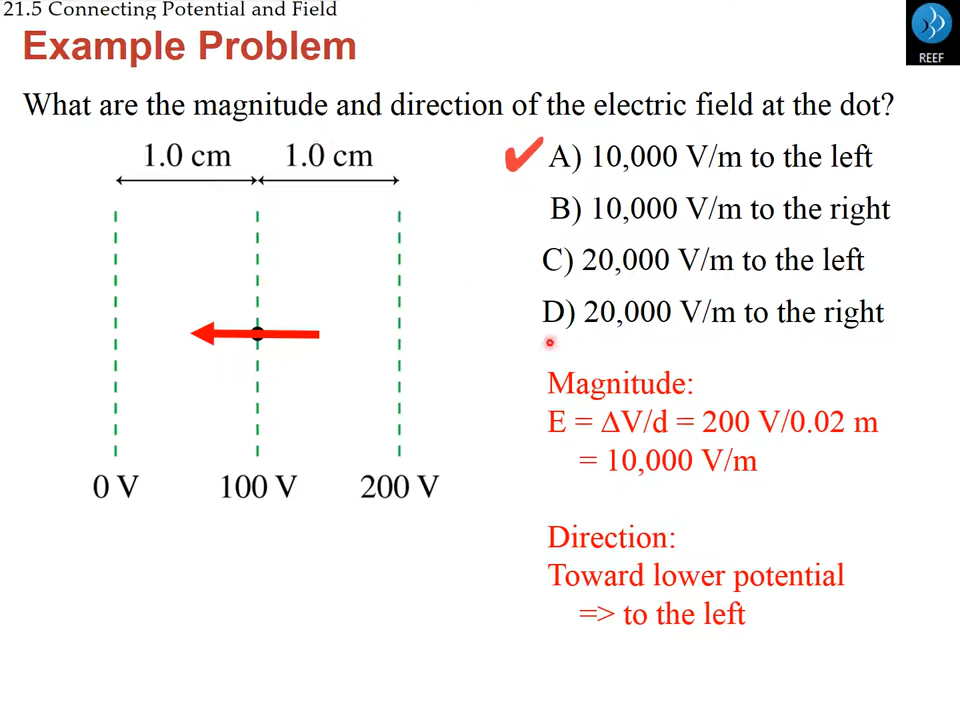 21.5 Connecting Potential and Field
Example Problem
REEF
What are the magnitude and direction of the electric field at the dot?
1.0 cm 1.0 cm
0 V 100 V 200 V
A) 10,000 V/m to the left
B) 10,000 V/m to the right
C) 20,000 V/m to the left
D) 20,000 V/m to the right
Magnitude:
E = ΔV/d = 200 V/0.02 m
= 10,000 V/m
Direction:
Toward lower potential
=> to the left